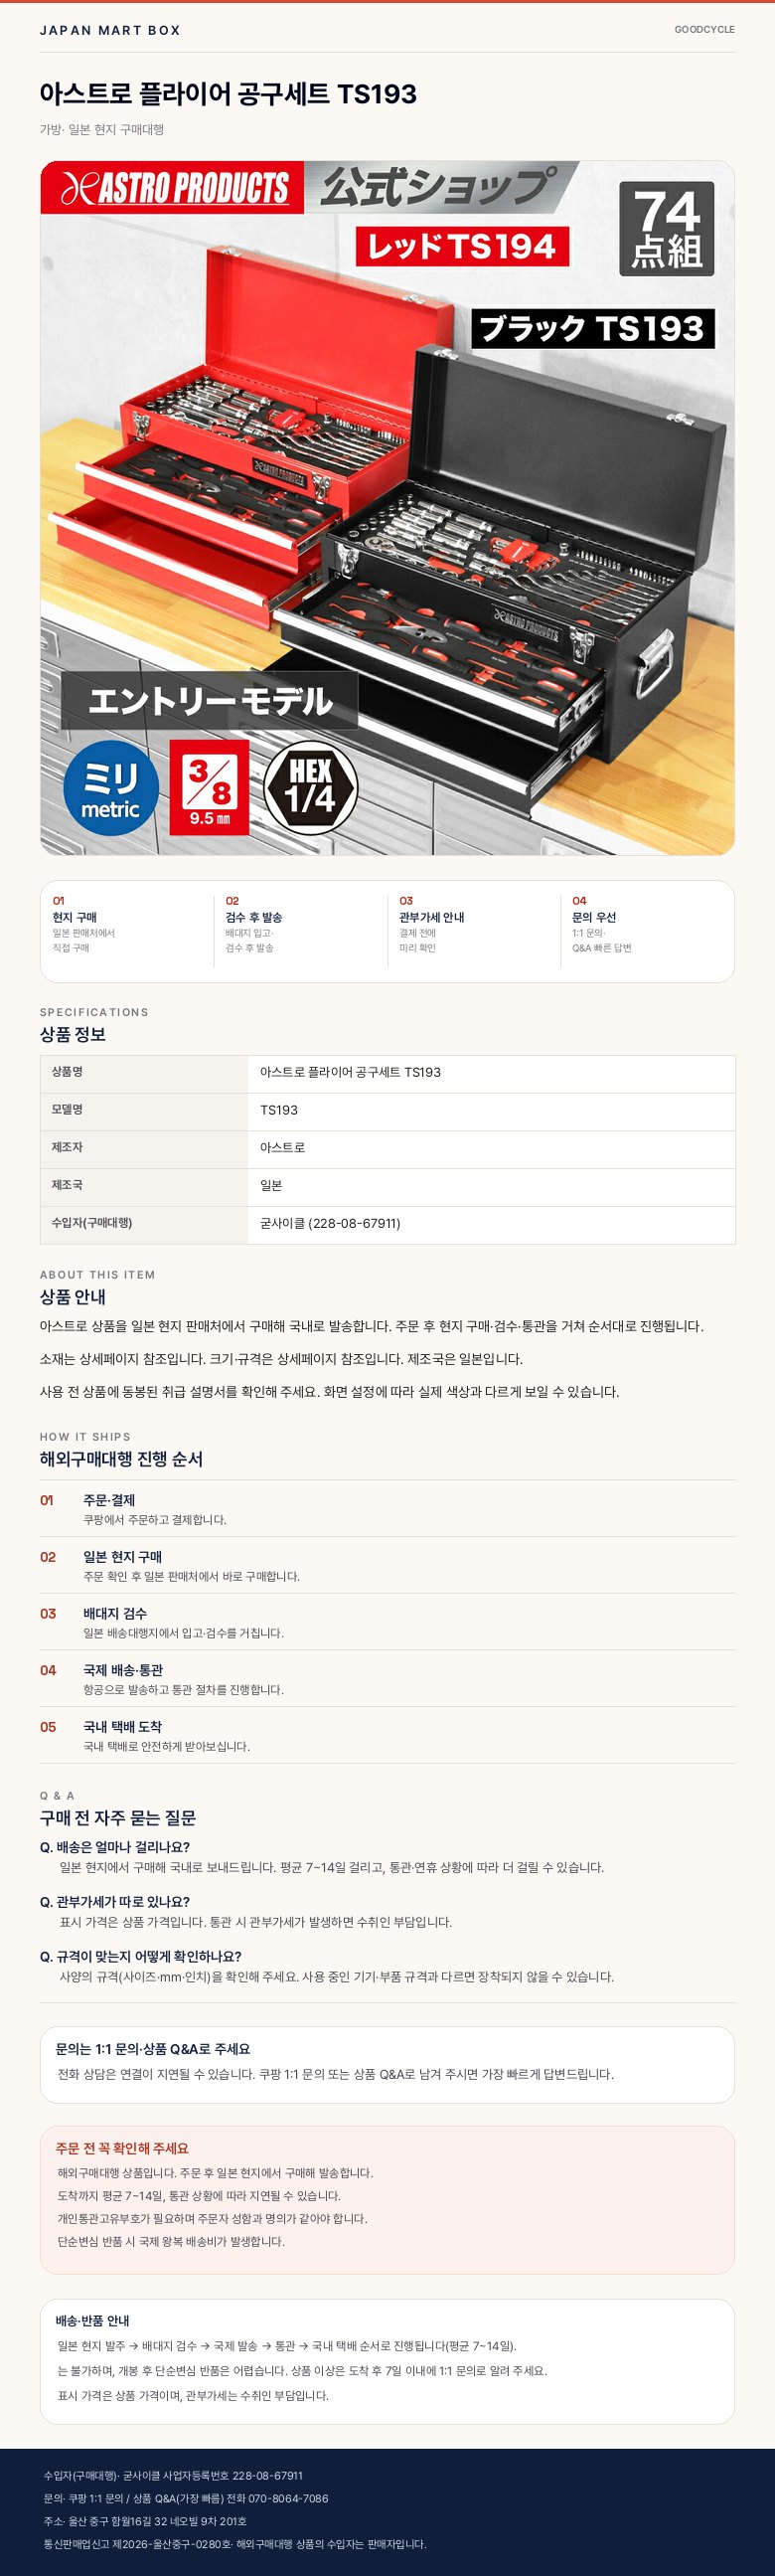 JAPAN MART BOX
GOODCYCLE
아스트로 플라이어 공구세트 TS193
가방· 일본 현지 구매대행
ASTRO PRODUCTS 公式ショップ
74
点組
レッド TS194
ブラック TS193
ASTRO PRODUCTS
ASTRO PRODUCTS
エントリーモデル
ミリ
metric
3/8
9.5 mm
HEX
1/4
01
현지 구매
일본 판매처에서
직접 구매
02
검수 후 발송
배대지 입고·
검수 후 발송
03
관부가세 안내
결제 전에
미리 확인
04
문의 우선
1:1 문의·
Q&A 빠른 답변
SPECIFICATIONS
상품 정보
상품명 아스트로 플라이어 공구세트 TS193
모델명 TS193
제조자 아스트로
제조국 일본
수입자(구매대행) 굳사이클 (228-08-67911)
ABOUT THIS ITEM
상품 안내
아스트로 상품을 일본 현지 판매처에서 구매해 국내로 발송합니다. 주문 후 현지 구매·검수·통관을 거쳐 순서대로 진행됩니다.
소재는 상세페이지 참조입니다. 크기·규격은 상세페이지 참조입니다. 제조국은 일본입니다.
사용 전 상품에 동봉된 취급 설명서를 확인해 주세요. 화면 설정에 따라 실제 색상과 다르게 보일 수 있습니다.
HOW IT SHIPS
해외구매대행 진행 순서
01 주문·결제
쿠팡에서 주문하고 결제합니다.
02 일본 현지 구매
주문 확인 후 일본 판매처에서 바로 구매합니다.
03 배대지 검수
일본 배송대행지에서 입고·검수를 거칩니다.
04 국제 배송·통관
항공으로 발송하고 통관 절차를 진행합니다.
05 국내 택배 도착
국내 택배로 안전하게 받아보십니다.
Q & A
구매 전 자주 묻는 질문
Q. 배송은 얼마나 걸리나요?
일본 현지에서 구매해 국내로 보내드립니다. 평균 7~14일 걸리고, 통관·연휴 상황에 따라 더 걸릴 수 있습니다.
Q. 관부가세가 따로 있나요?
표시 가격은 상품 가격입니다. 통관 시 관부가세가 발생하면 수취인 부담입니다.
Q. 규격이 맞는지 어떻게 확인하나요?
사양의 규격(사이즈·mm·인치)을 확인해 주세요. 사용 중인 기기·부품 규격과 다르면 장착되지 않을 수 있습니다.
문의는 1:1 문의·상품 Q&A로 주세요
전화 상담은 연결이 지연될 수 있습니다. 쿠팡 1:1 문의 또는 상품 Q&A로 남겨 주시면 가장 빠르게 답변드립니다.
주문 전 꼭 확인해 주세요
해외구매대행 상품입니다. 주문 후 일본 현지에서 구매해 발송합니다.
도착까지 평균 7~14일, 통관 상황에 따라 지연될 수 있습니다.
개인통관고유부호가 필요하며 주문자 성함과 명의가 같아야 합니다.
단순변심 반품 시 국제 왕복 배송비가 발생합니다.
배송·반품 안내
일본 현지 발주 → 배대지 검수 → 국제 발송 → 통관 → 국내 택배 순서로 진행됩니다(평균 7~14일).
는 불가하며, 개봉 후 단순변심 반품은 어렵습니다. 상품 이상은 도착 후 7일 이내에 1:1 문의로 알려 주세요.
표시 가격은 상품 가격이며, 관부가세는 수취인 부담입니다.
수입자(구매대행)· 굳사이클 사업자등록번호 228-08-67911
문의· 쿠팡 1:1 문의 / 상품 Q&A(가장 빠름) 전화 070-8064-7086
주소· 울산 중구 함월16길 32 네오빌 9차 201호
통신판매업신고 제2026-울산중구-0280호· 해외구매대행 상품의 수입자는 판매자입니다.